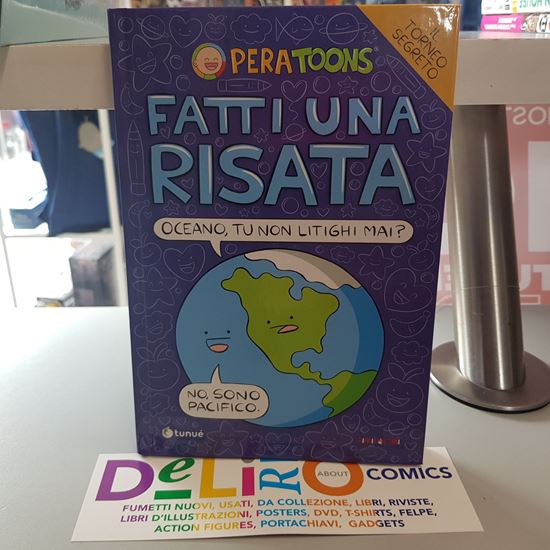 PERATOONS
IL
TORNEO
SEGRETO
FATTI UNA
RISATA
OCEANO, TU NON LITIGHI MAI?
NO, SONO
PACIFICO.
tunué
DeLiRO ABOUT COMICS
FUMETTI NUOVI, USATI, DA COLLEZIONE, LIBRI, RIVISTE,
LIBRI D'ILLUSTRAZIONI, POSTERS, DVD, T-SHIRTS, FELPE,
ACTION FIGURES, PORTACHIAVI, GADGETS